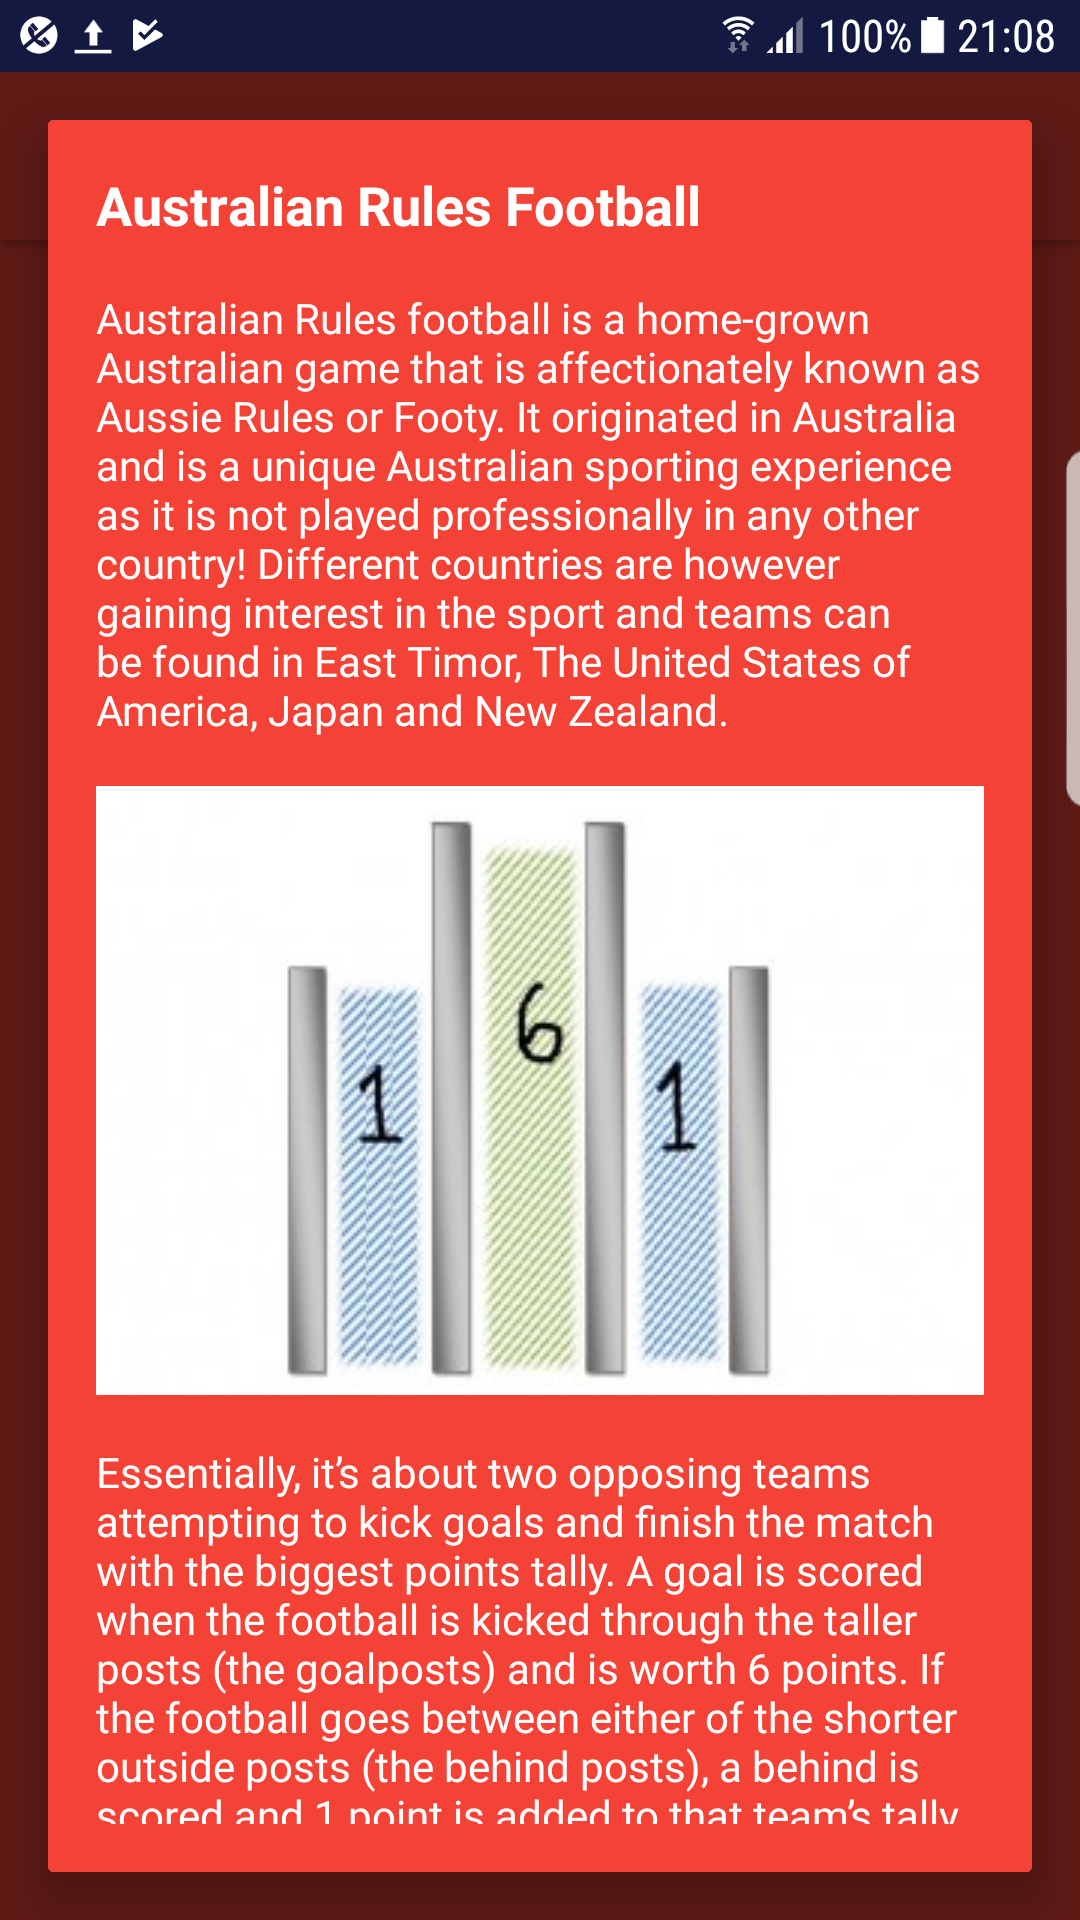 100% 21:08
Australian Rules Football
Australian Rules football is a home-grown
Australian game that is affectionately known as
Aussie Rules or Footy. It originated in Australia
and is a unique Australian sporting experience
as it is not played professionally in any other
country! Different countries are however
gaining interest in the sport and teams can
be found in East Timor, The United States of
America, Japan and New Zealand.
6
1 1
Essentially, it’s about two opposing teams
attempting to kick goals and finish the match
with the biggest points tally. A goal is scored
when the football is kicked through the taller
posts (the goalposts) and is worth 6 points. If
the football goes between either of the shorter
outside posts (the behind posts), a behind is
scored and 1 point is added to that team’s tally